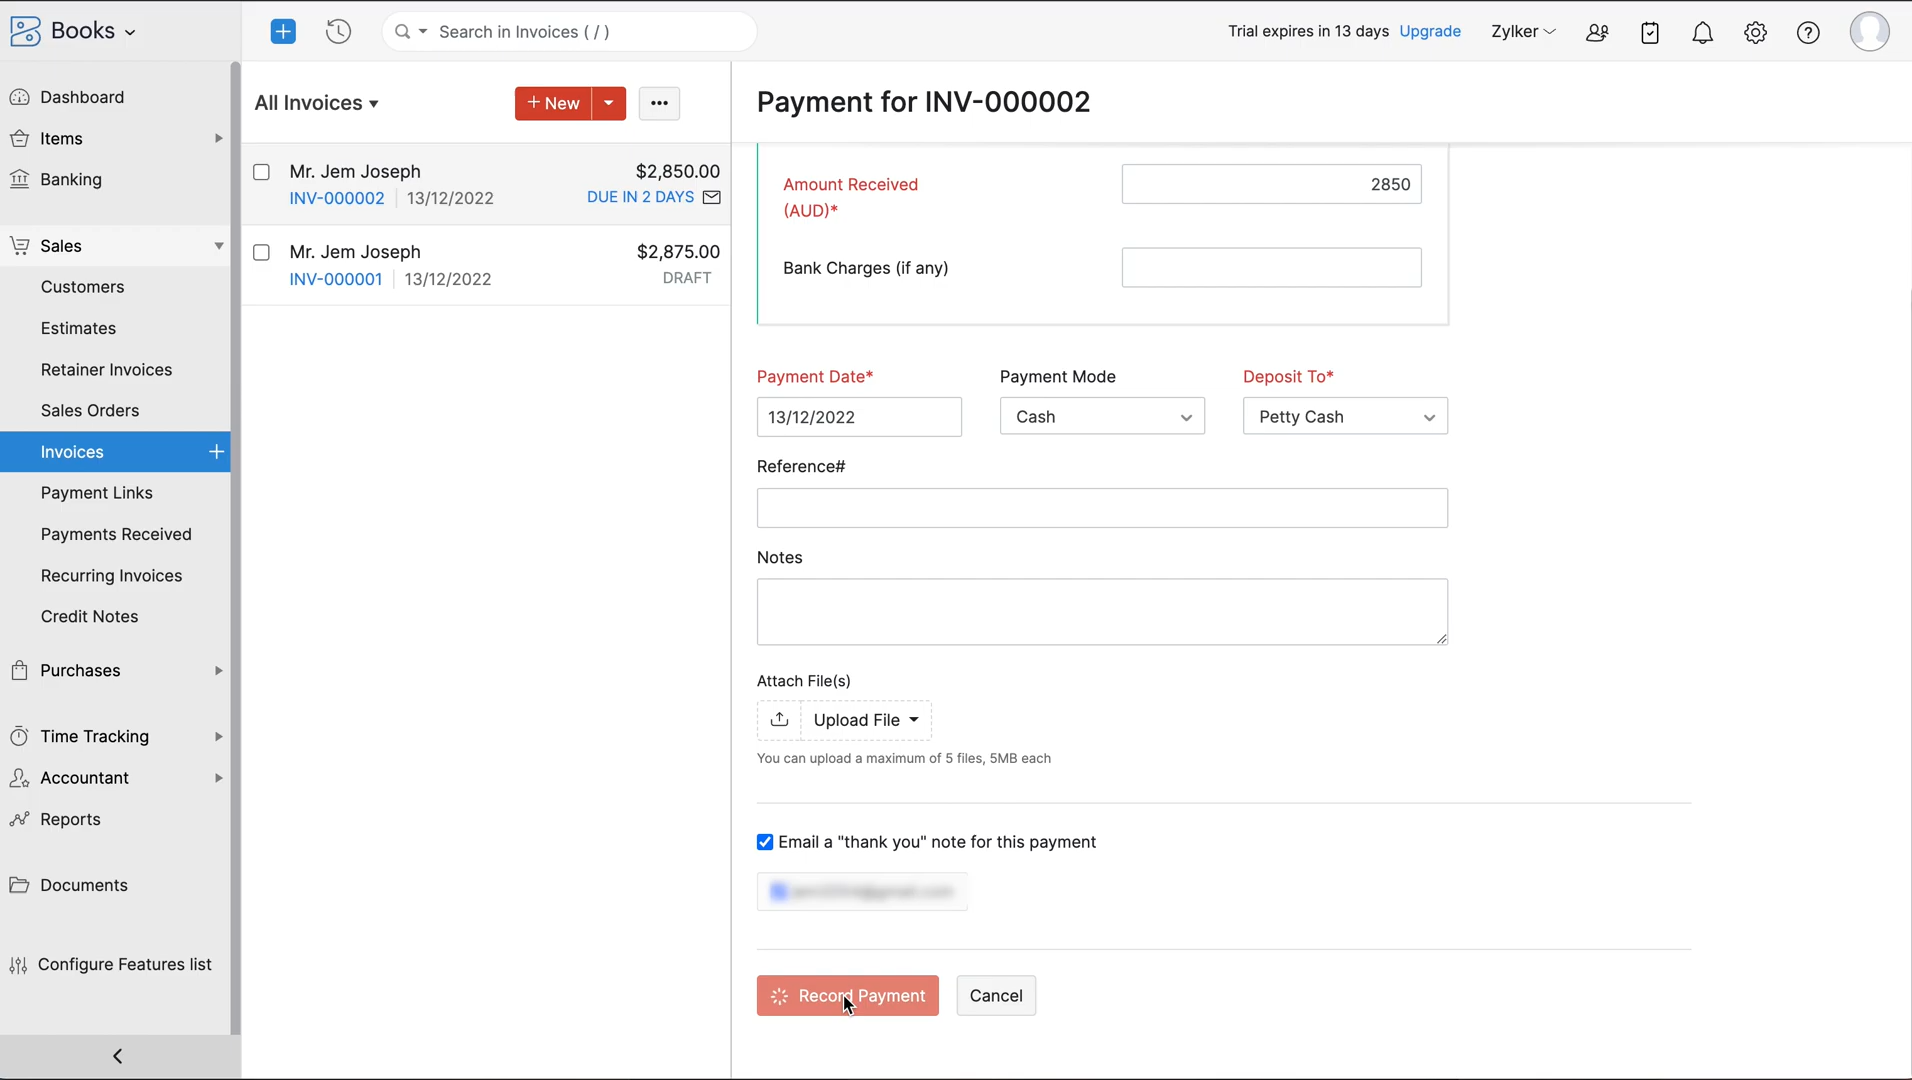 Books
Search in Invoices ( / )
Trial expires in 13 days Upgrade
Zylker
Dashboard
Items
Banking
Sales
Customers
Estimates
Retainer Invoices
Sales Orders
Invoices
Payment Links
Payments Received
Recurring Invoices
Credit Notes
Purchases
Time Tracking
Accountant
Reports
Documents
Configure Features list
All Invoices
+ New
Mr. Jem Joseph $2,850.00
INV-000002 13/12/2022 DUE IN 2 DAYS
Mr. Jem Joseph $2,875.00
INV-000001 13/12/2022 DRAFT
Payment for INV-000002
Amount Received
(AUD)*
2850
Bank Charges (if any)
Payment Date* Payment Mode Deposit To*
13/12/2022 Cash Petty Cash
Reference#
Notes
Attach File(s)
Upload File
You can upload a maximum of 5 files, 5MB each
Email a "thank you" note for this payment
Record Payment Cancel